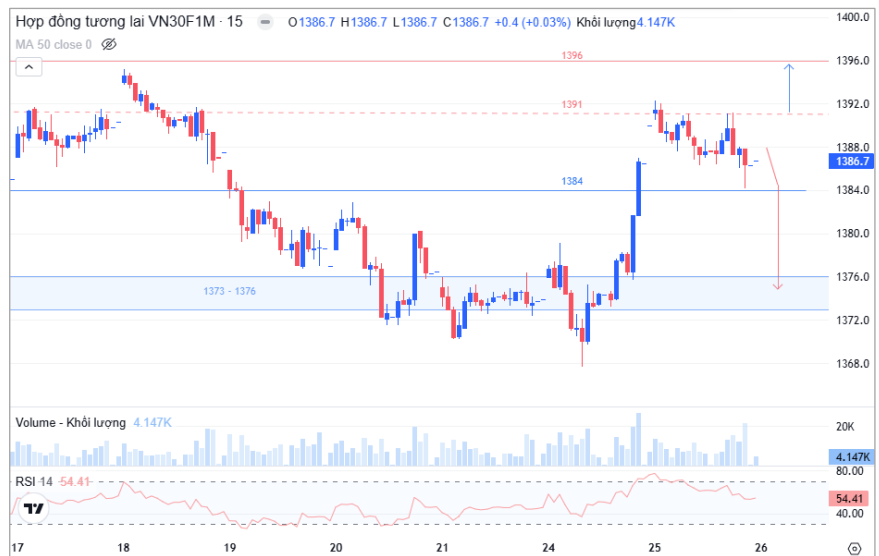 Hợp đồng tương lai VN30F1M · 15 O1386.7 H1386.7 L1386.7 C1386.7 +0.4 (+0.03%) Khối lượng4.147K
MA 50 close 0
1400.0
1396
1396.0
1391
1392.0
1388.0
1386.7
1384
1384.0
1380.0
1373 - 1376
1376.0
1372.0
1368.0
Volume - Khối lượng 4.147K
20K
4.147K
RSI 14 54.41
80.00
54.41
40.00
17 18 19 20 21 24 25 26